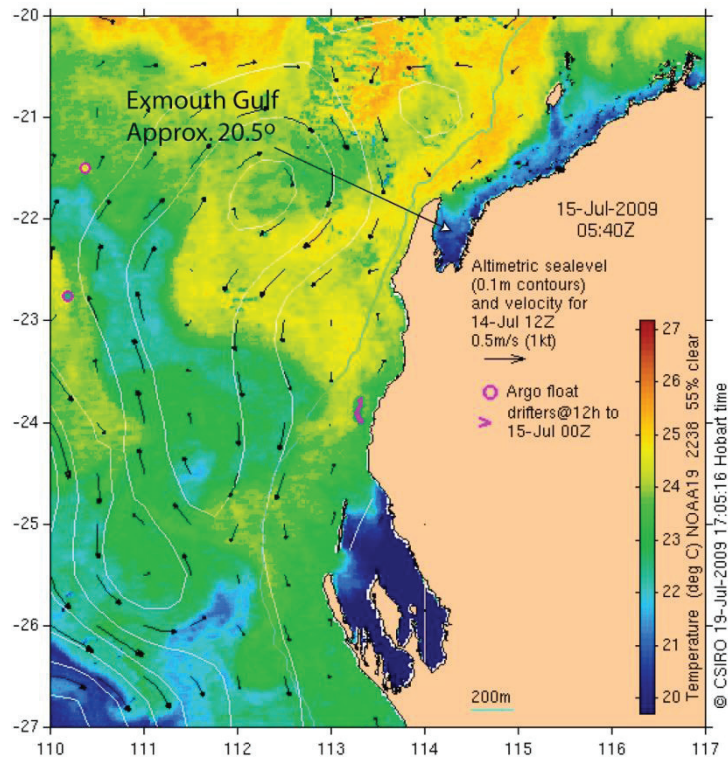 -20
-21
-22
-23
-24
-25
-26
-27
Exmouth Gulf
Approx. 20.5º
15-Jul-2009
05:40Z
Altimetric sealevel
(0.1m contours)
and velocity for
14-Jul 12Z
0.5m/s (1kt)
Argo float
drifters@12h to
15-Jul 00Z
200m
27
26
25
24
23
22
21
20
Temperature (deg C) NOAA19 2238 55% clear
© CSIRO 19-Jul-2009 17:05:16 Hobart time
110
111
112
113
114
115
116
117